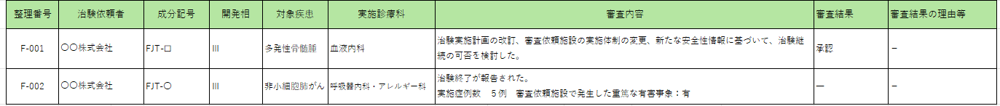 整理番号 治験依頼者 成分記号 開発相 対象疾患 実施診療科 審査内容 審査結果 審査結果の理由等
F-001 〇〇株式会社 FJT-□ Ⅲ 多発性骨髄腫 血液内科 治験実施計画の改訂、審査依頼施設の実施体制の変更、新たな安全性情報に基づいて、治験継
続の可否を検討した。 承認 －
F-002 〇〇株式会社 FJT-〇 Ⅲ 非小細胞肺がん 呼吸器内科・アレルギー科 治験終了が報告された。
実施症例数　５例　審査依頼施設で発生した重篤な有害事象：有 ― －